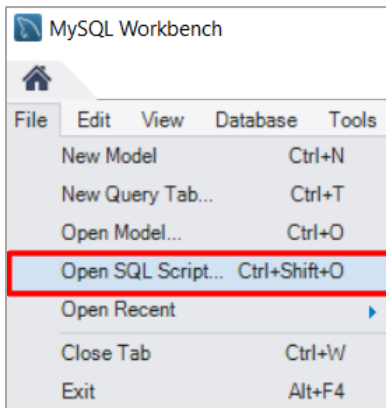 MySQL Workbench
File Edit View Database Tools
New Model Ctrl+N
New Query Tab... Ctrl+T
Open Model... Ctrl+O
Open SQL Script... Ctrl+Shift+O
Open Recent
Close Tab Ctrl+W
Exit Alt+F4